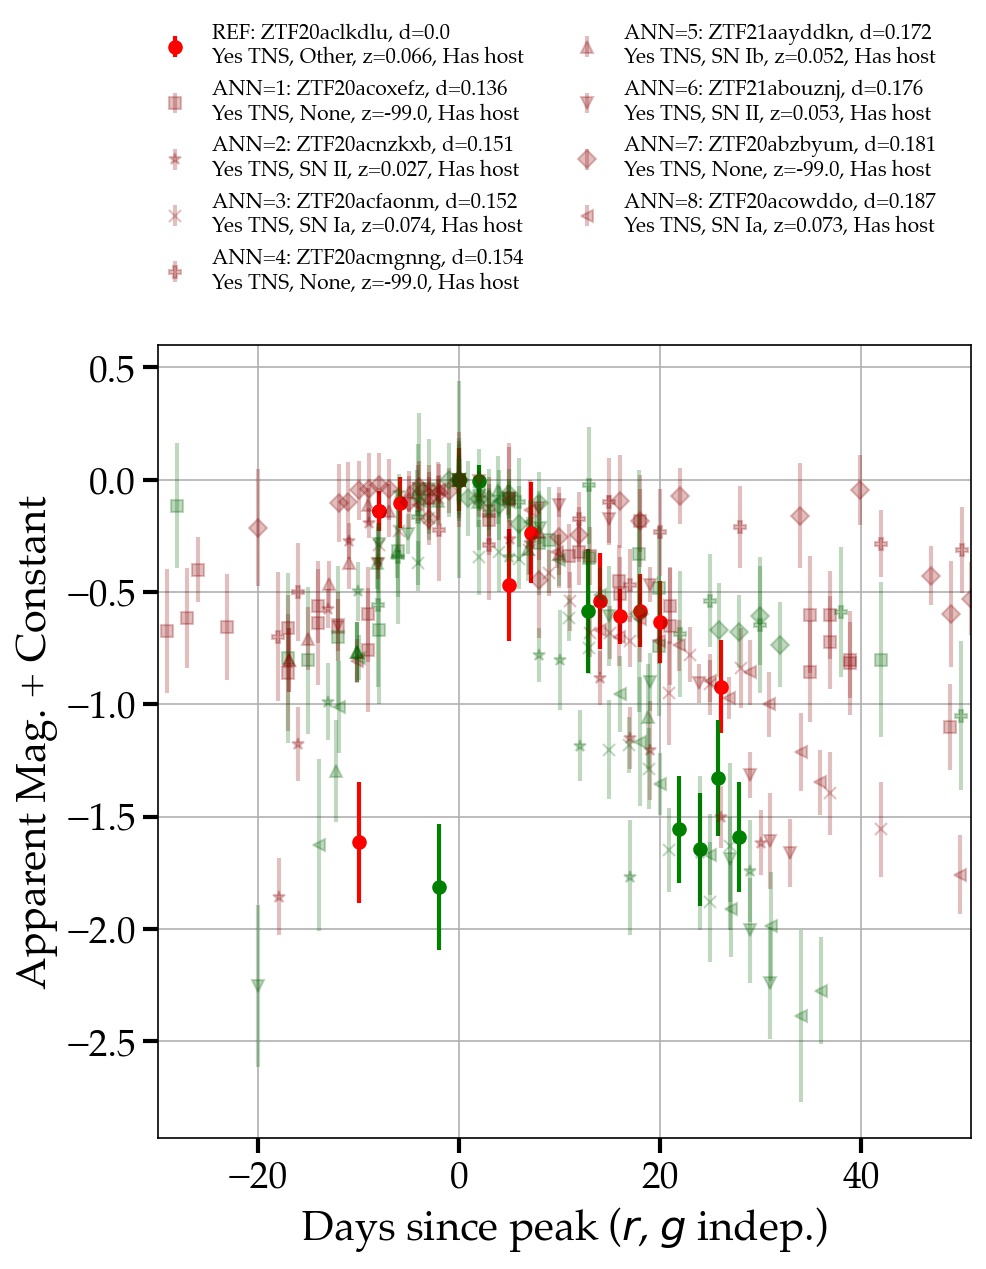 REF: ZTF20aclkdlu, d=0.0
Yes TNS, Other, z=0.066, Has host
ANN=1: ZTF20acoxefz, d=0.136
Yes TNS, None, z=-99.0, Has host
ANN=2: ZTF20acnzkxb, d=0.151
Yes TNS, SN II, z=0.027, Has host
ANN=3: ZTF20acfaonm, d=0.152
Yes TNS, SN Ia, z=0.074, Has host
ANN=4: ZTF20acmgnng, d=0.154
Yes TNS, None, z=-99.0, Has host
ANN=5: ZTF21aayddkn, d=0.172
Yes TNS, SN Ib, z=0.052, Has host
ANN=6: ZTF21abouznj, d=0.176
Yes TNS, SN II, z=0.053, Has host
ANN=7: ZTF20abzbyum, d=0.181
Yes TNS, None, z=-99.0, Has host
ANN=8: ZTF20acowddo, d=0.187
Yes TNS, SN Ia, z=0.073, Has host
Apparent Mag. + Constant
0.5
0.0
−0.5
−1.0
−1.5
−2.0
−2.5
−20
0
20
40
Days since peak (r, g indep.)